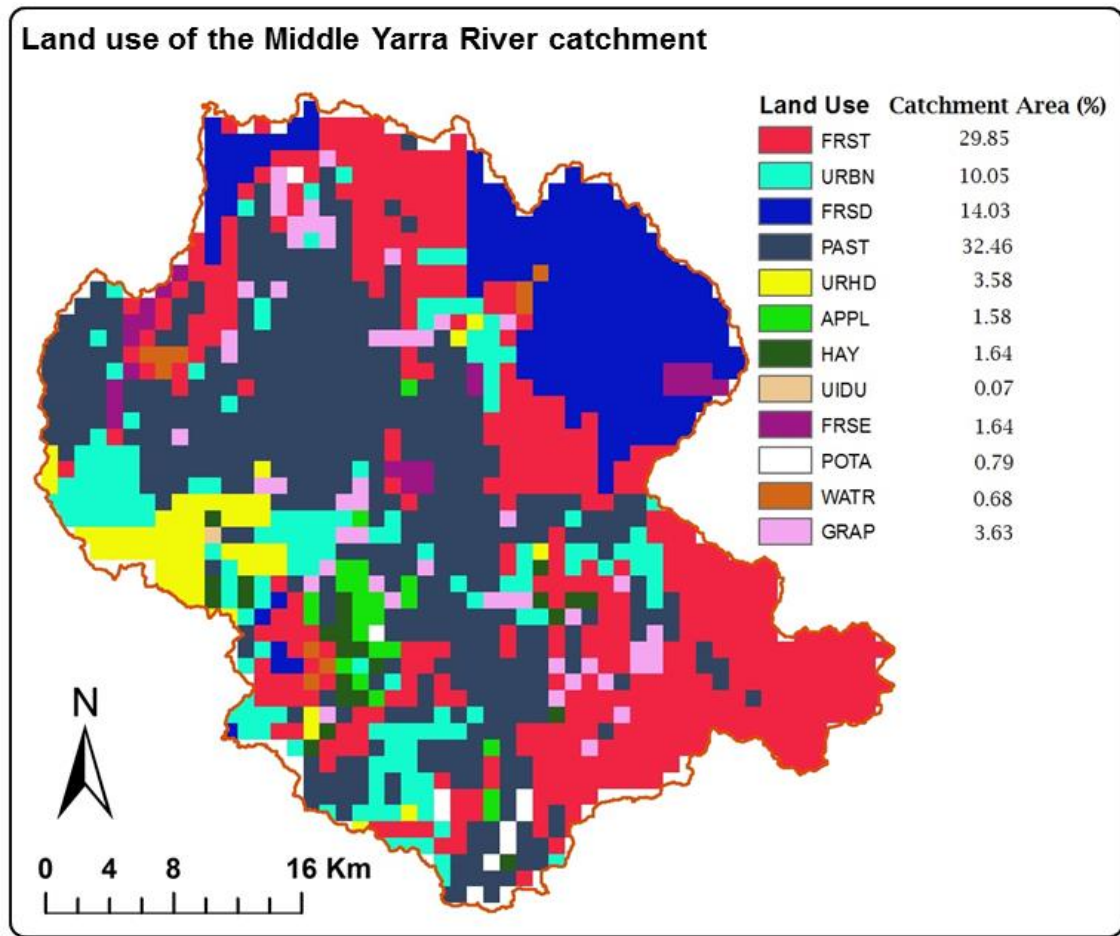 Land use of the Middle Yarra River catchment
Land Use Catchment Area (%)
FRST 29.85
URBN 10.05
FRSD 14.03
PAST 32.46
URHD 3.58
APPL 1.58
HAY 1.64
UIDU 0.07
FRSE 1.64
POTA 0.79
WATR 0.68
GRAP 3.63
N
0 4 8 16 Km